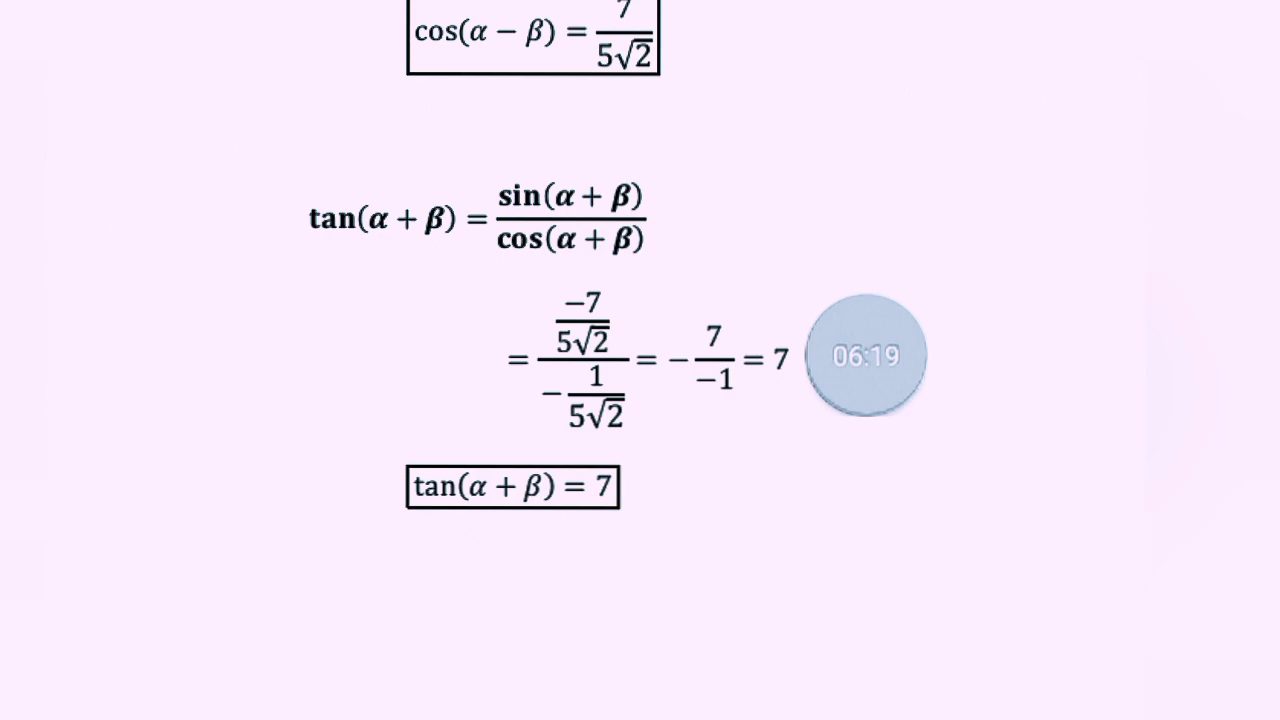 cos(α − β) = 7/5√2
tan(α + β) = sin(α + β)/cos(α + β)
= (−7/5√2)/(−1/5√2) = −7/−1 = 7
06:19
tan(α + β) = 7